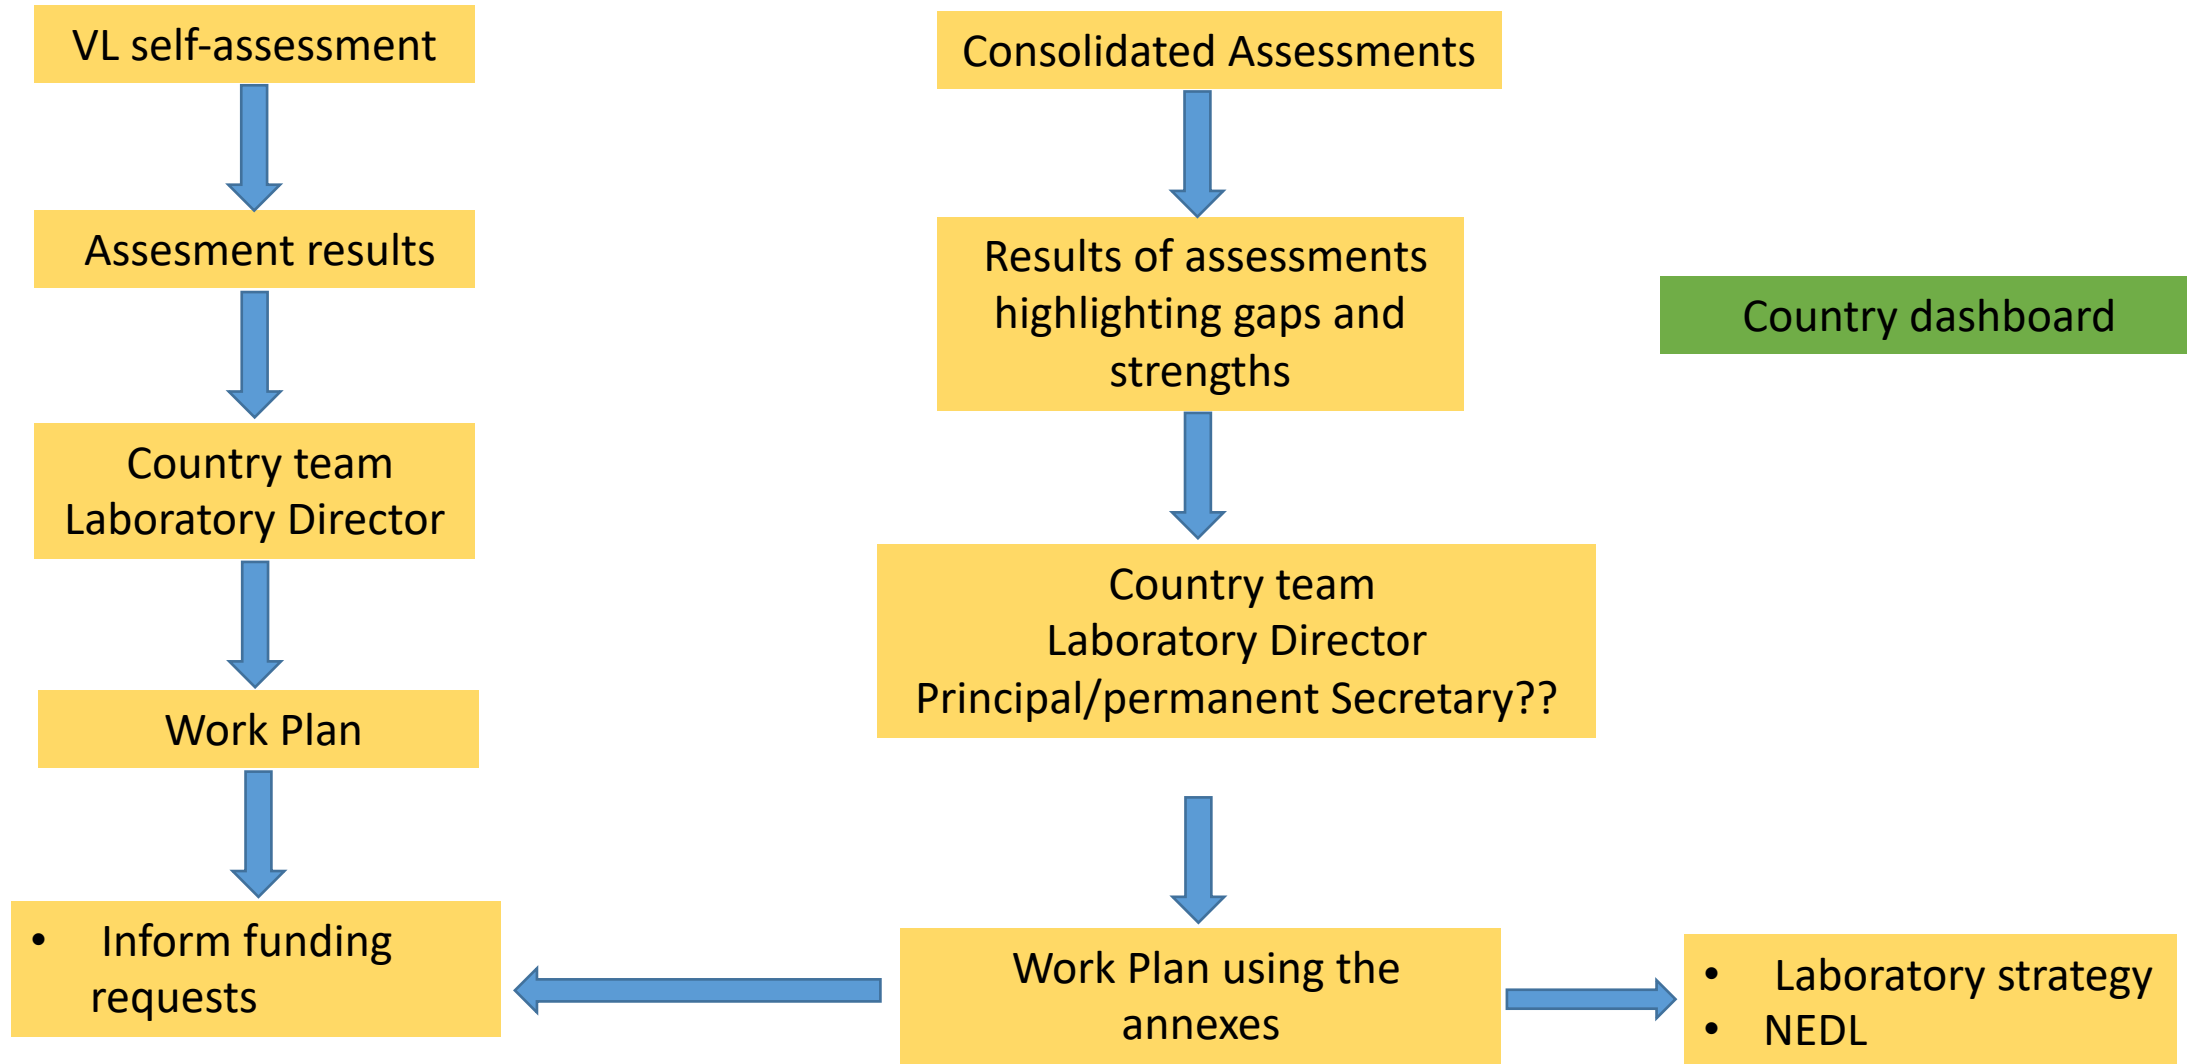 VL self-assessment
Assesment results
Country team
Laboratory Director
Work Plan
• Inform funding
requests
Consolidated Assessments
Results of assessments
highlighting gaps and
strengths
Country team
Laboratory Director
Principal/permanent Secretary??
Work Plan using the
annexes
Country dashboard
• Laboratory strategy
• NEDL